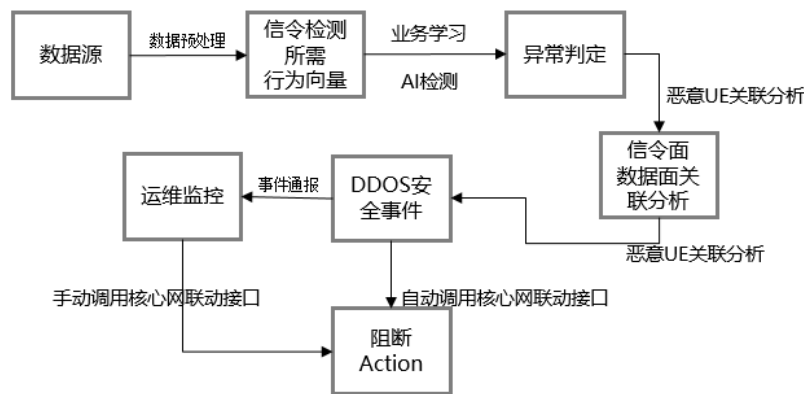 数据源
数据预处理
信令检测
所需
行为向量
业务学习
AI检测
异常判定
恶意UE关联分析
信令面
数据面关
联分析
恶意UE关联分析
DDOS安
全事件
事件通报
运维监控
手动调用核心网联动接口
自动调用核心网联动接口
阻断
Action